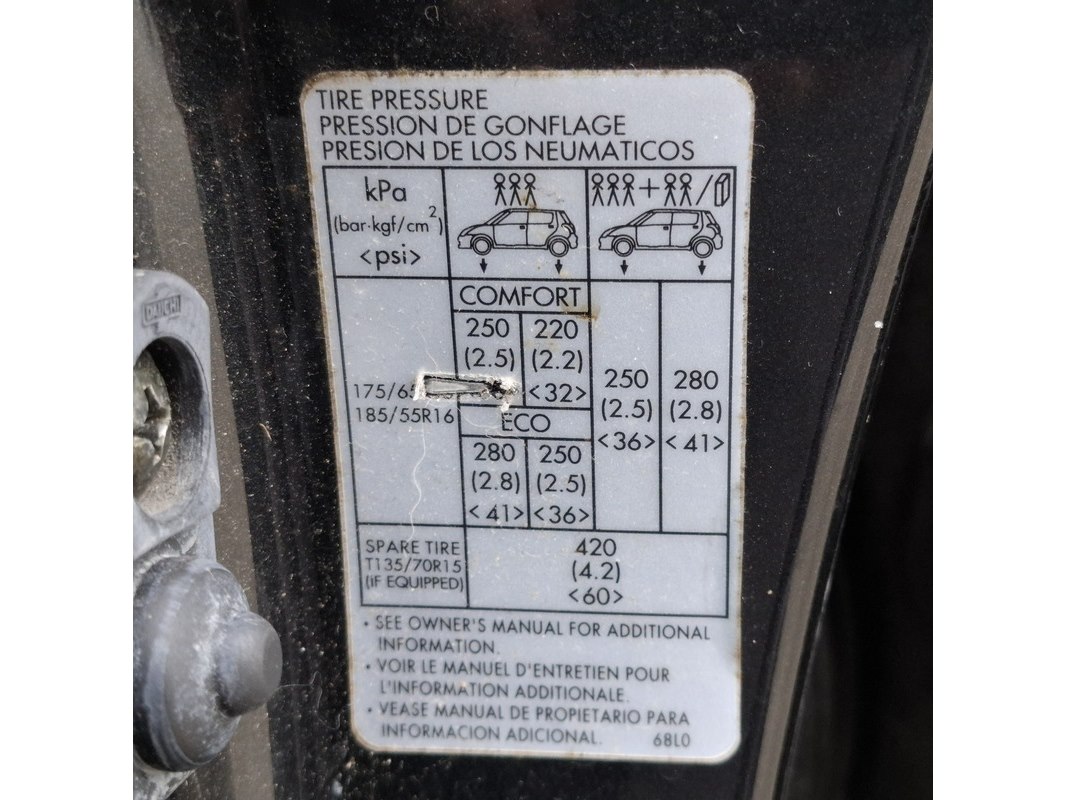 TIRE PRESSURE
PRESSION DE GONFLAGE
PRESION DE LOS NEUMATICOS
kPa
(bar·kgf/cm²)
<psi>
+ /
COMFORT
250 220
(2.5) (2.2)
<32>
175/65
185/55R16
ECO
280 250
(2.8) (2.5)
<41> <36>
250 280
(2.5) (2.8)
<36> <41>
SPARE TIRE
T135/70R15
(iF EQUIPPED)
420
(4.2)
<60>
• SEE OWNER'S MANUAL FOR ADDITIONAL
INFORMATION.
• VOIR LE MANUEL D'ENTRETIEN POUR
L'INFORMATION ADDITIONALE.
• VEASE MANUAL DE PROPIETARIO PARA
INFORMACION ADICIONAL. 68L0
DAIICHI